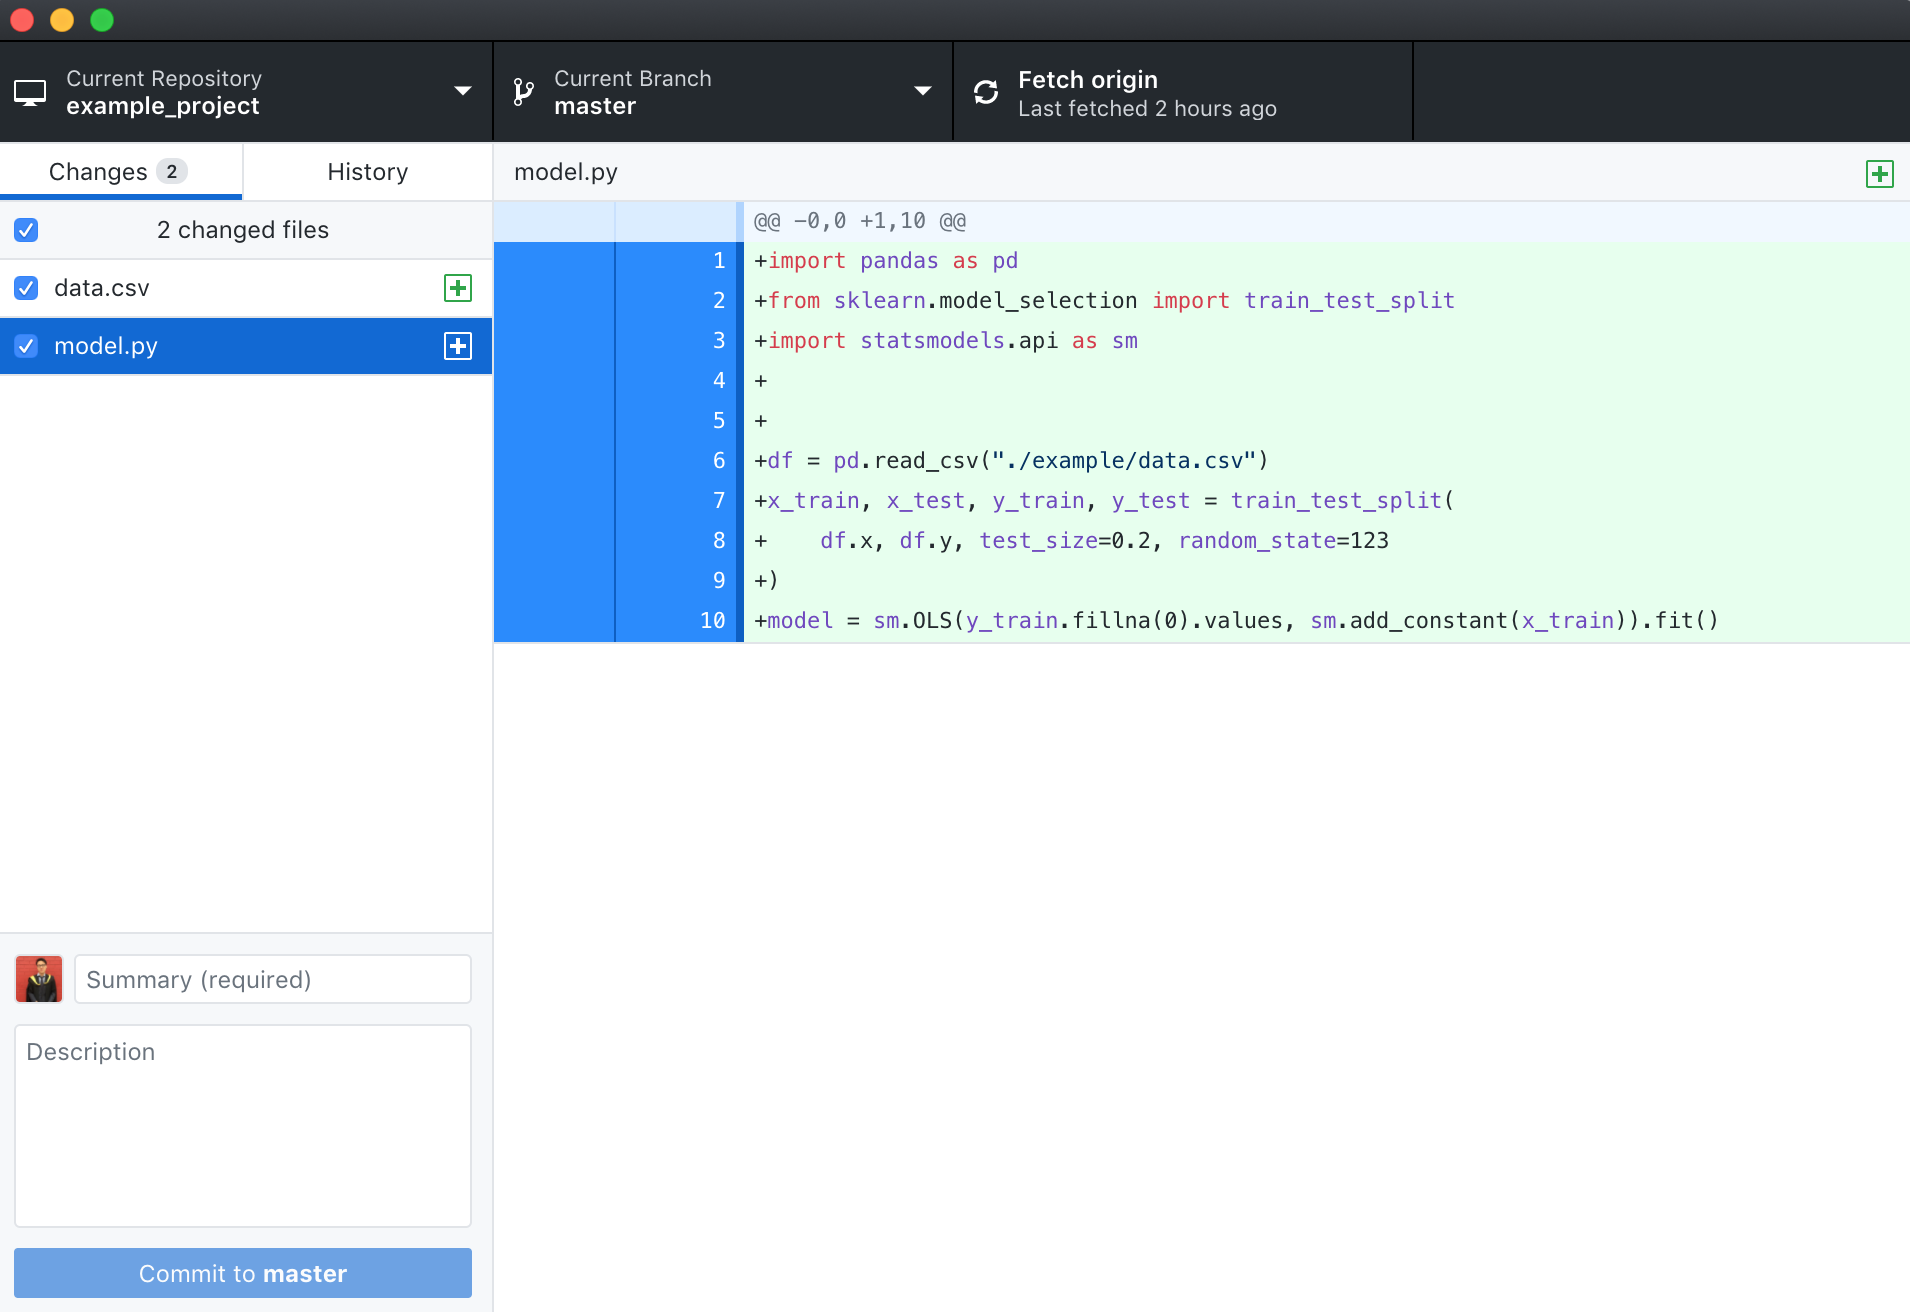 Current Repository
example_project
Current Branch
master
Fetch origin
Last fetched 2 hours ago
Changes 2
History
2 changed files
data.csv
model.py
model.py
@@ -0,0 +1,10 @@
1 +import pandas as pd
2 +from sklearn.model_selection import train_test_split
3 +import statsmodels.api as sm
4 +
5 +
6 +df = pd.read_csv("./example/data.csv")
7 +x_train, x_test, y_train, y_test = train_test_split(
8 +    df.x, df.y, test_size=0.2, random_state=123
9 +)
10 +model = sm.OLS(y_train.fillna(0).values, sm.add_constant(x_train)).fit()
Summary (required)
Description
Commit to master